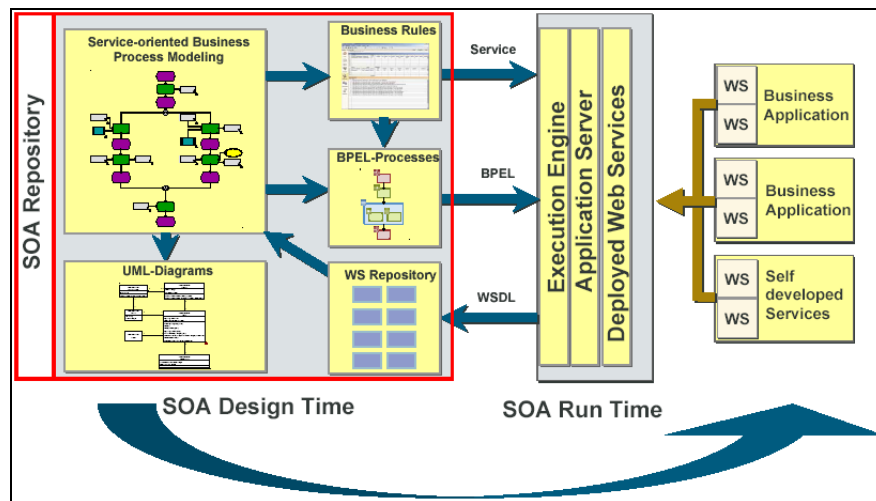 SOA Repository
Service-oriented Business
Process Modeling
Business Rules
BPEL-Processes
UML-Diagrams
WS Repository
Service
BPEL
WSDL
Execution Engine
Application Server
Deployed Web Services
WS
WS
Business
Application
WS
WS
Business
Application
WS
WS
Self
developed
Services
SOA Design Time
SOA Run Time